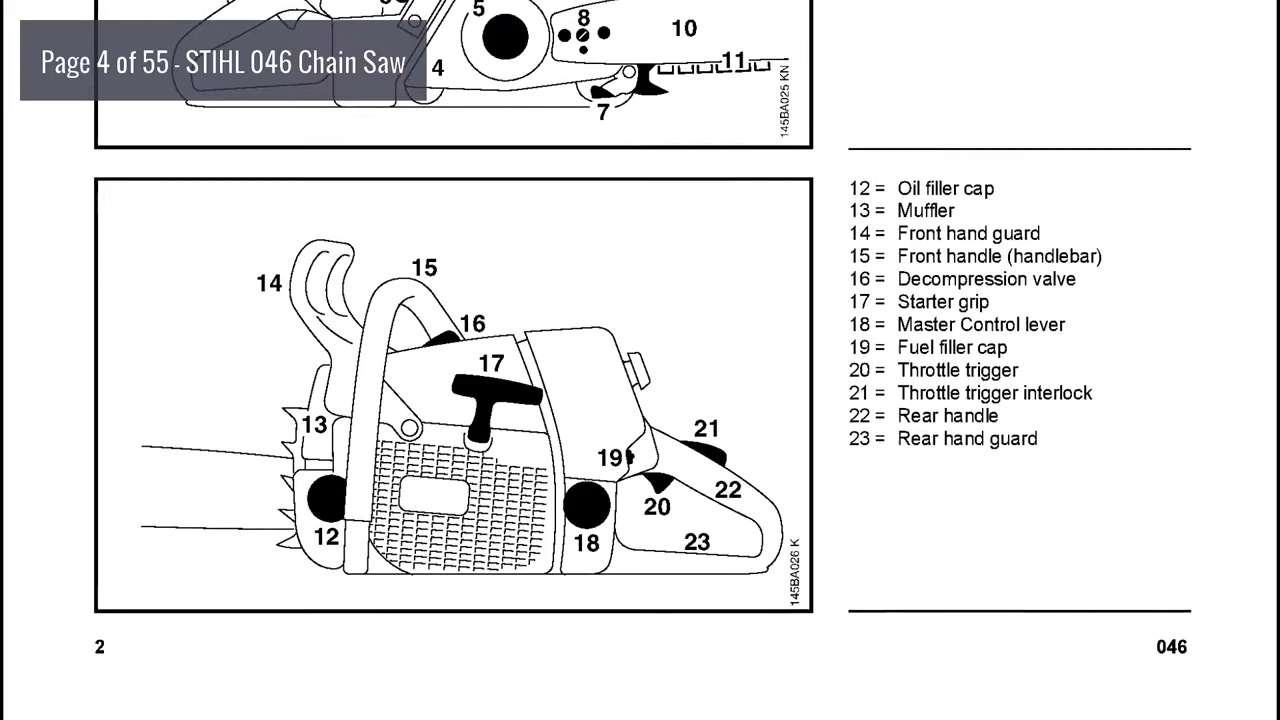 5
8
10
Page 4 of 55 - STIHL 046 Chain Saw
4
11
7
145BA025 KN
12 = Oil filler cap
13 = Muffler
14 = Front hand guard
15 = Front handle (handlebar)
16 = Decompression valve
17 = Starter grip
18 = Master Control lever
19 = Fuel filler cap
20 = Throttle trigger
21 = Throttle trigger interlock
22 = Rear handle
23 = Rear hand guard
14
15
16
17
13
21
19
22
20
12
18
23
145BA026 K
2
046